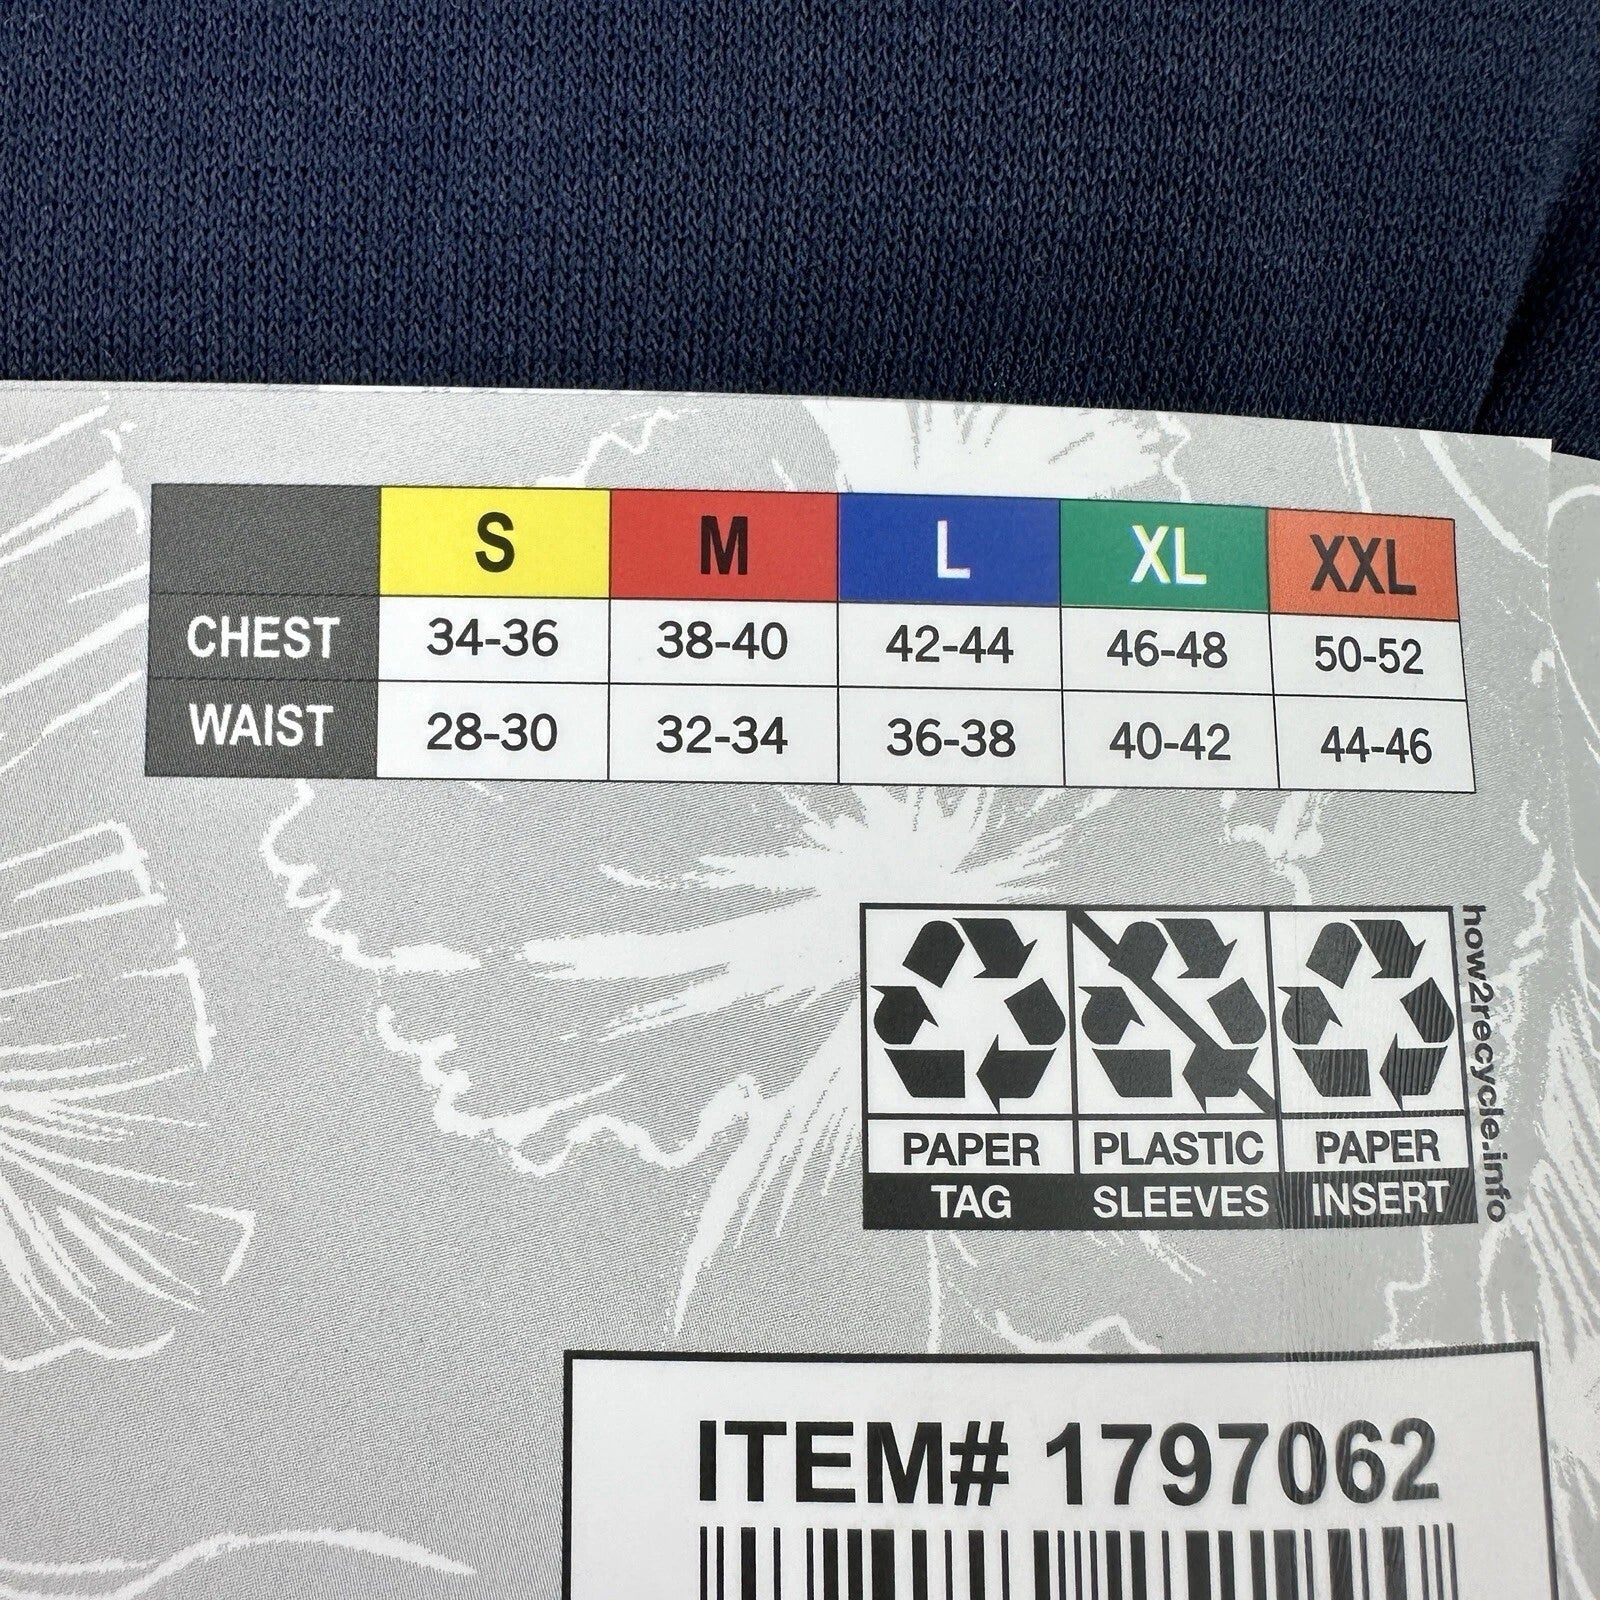 S M L XL XXL
CHEST 34-36 38-40 42-44 46-48 50-52
WAIST 28-30 32-34 36-38 40-42 44-46
PAPER PLASTIC PAPER
TAG SLEEVES INSERT
how2recycle.info
ITEM# 1797062